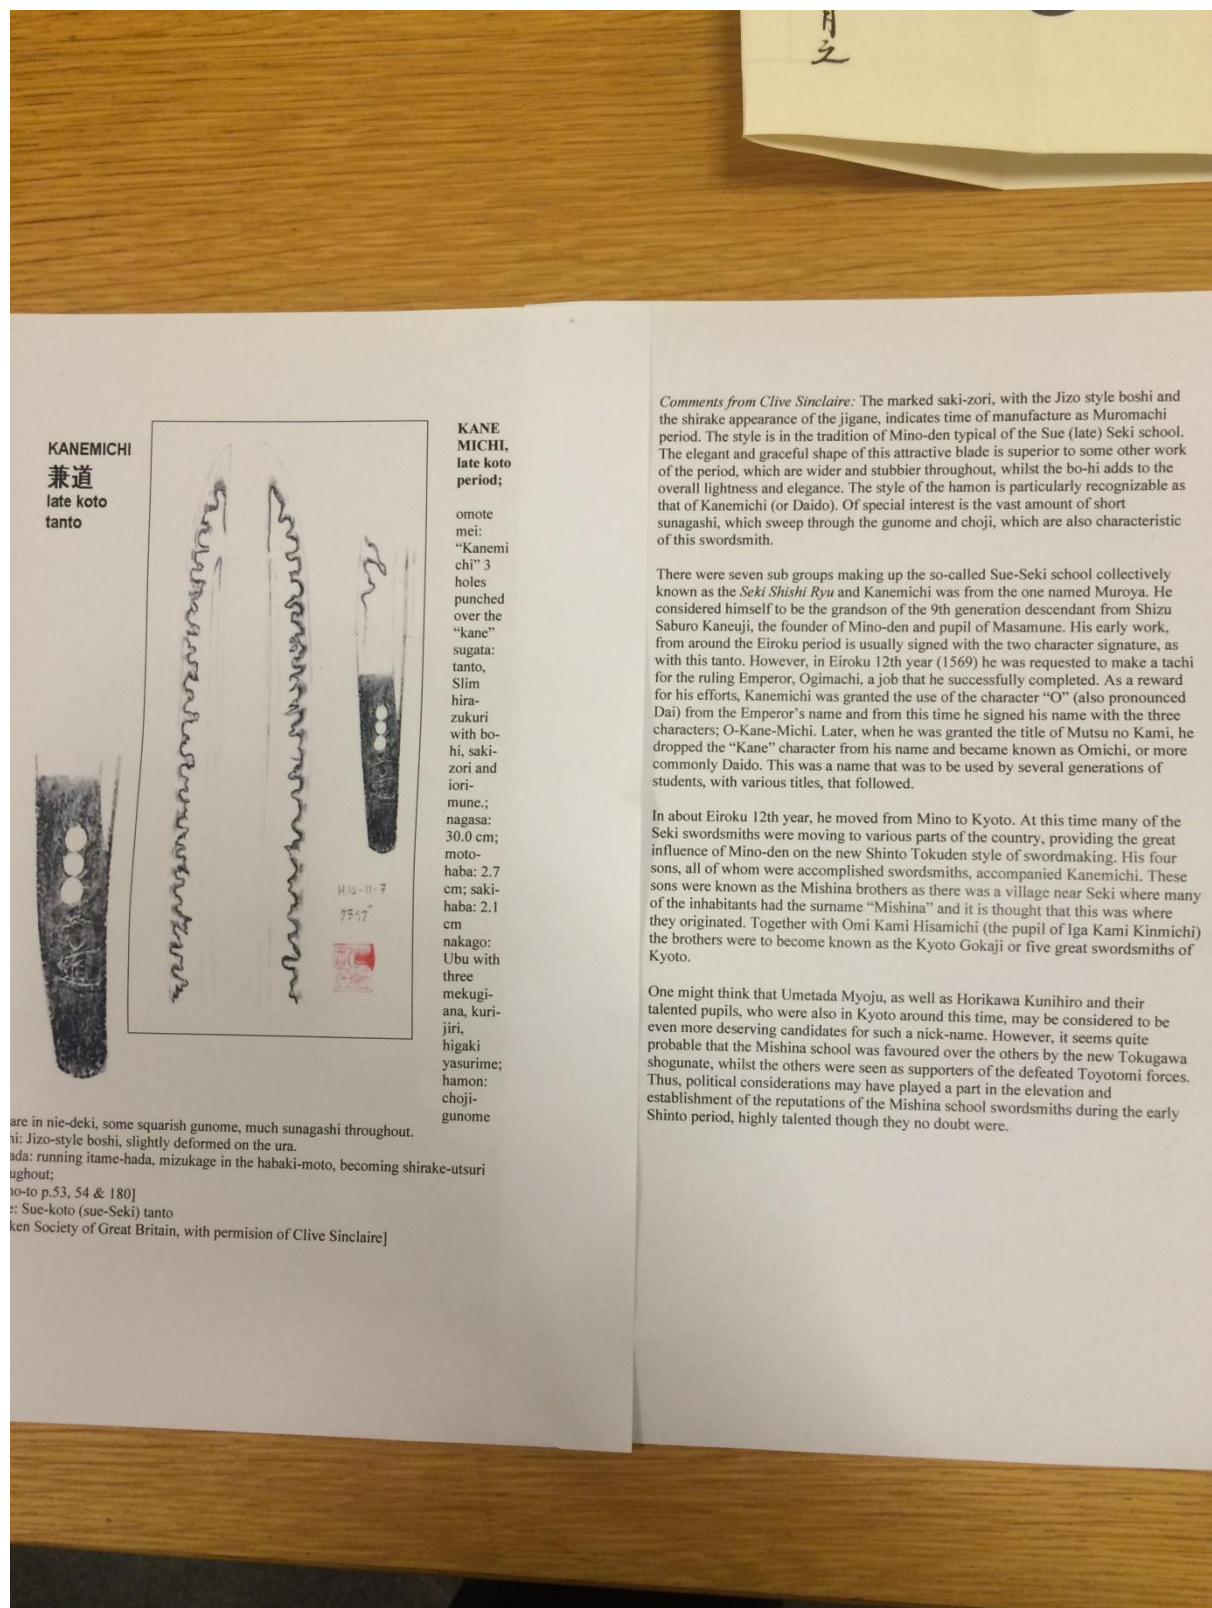 月之
KANEMICHI
兼道
late koto
tanto
KANE
MICHI,
late koto
period;
omote
mei:
“Kanemi
chi” 3
holes
punched
over the
“kane”
sugata:
tanto,
Slim
hira-
zukuri
with bo-
hi, saki-
zori and
iori-
mune.;
nagasa:
30.0 cm;
moto-
haba: 2.7
cm; saki-
haba: 2.1
cm
nakago:
Ubu with
three
mekugi-
ana, kuri-
jiri,
higaki
yasurime;
hamon:
choji-
gunome
are in nie-deki, some squarish gunome, much sunagashi throughout.
hi: Jizo-style boshi, slightly deformed on the ura.
ada: running itame-hada, mizukage in the habaki-moto, becoming shirake-utsuri
ughout;
no-to p.53, 54 & 180]
e: Sue-koto (sue-Seki) tanto
ken Society of Great Britain, with permision of Clive Sinclaire]
Comments from Clive Sinclaire: The marked saki-zori, with the Jizo style boshi and
the shirake appearance of the jigane, indicates time of manufacture as Muromachi
period. The style is in the tradition of Mino-den typical of the Sue (late) Seki school.
The elegant and graceful shape of this attractive blade is superior to some other work
of the period, which are wider and stubbier throughout, whilst the bo-hi adds to the
overall lightness and elegance. The style of the hamon is particularly recognizable as
that of Kanemichi (or Daido). Of special interest is the vast amount of short
sunagashi, which sweep through the gunome and choji, which are also characteristic
of this swordsmith.
There were seven sub groups making up the so-called Sue-Seki school collectively
known as the Seki Shishi Ryu and Kanemichi was from the one named Muroya. He
considered himself to be the grandson of the 9th generation descendant from Shizu
Saburo Kaneuji, the founder of Mino-den and pupil of Masamune. His early work,
from around the Eiroku period is usually signed with the two character signature, as
with this tanto. However, in Eiroku 12th year (1569) he was requested to make a tachi
for the ruling Emperor, Ogimachi, a job that he successfully completed. As a reward
for his efforts, Kanemichi was granted the use of the character “O” (also pronounced
Dai) from the Emperor’s name and from this time he signed his name with the three
characters; O-Kane-Michi. Later, when he was granted the title of Mutsu no Kami, he
dropped the “Kane” character from his name and became known as Omichi, or more
commonly Daido. This was a name that was to be used by several generations of
students, with various titles, that followed.
In about Eiroku 12th year, he moved from Mino to Kyoto. At this time many of the
Seki swordsmiths were moving to various parts of the country, providing the great
influence of Mino-den on the new Shinto Tokuden style of swordmaking. His four
sons, all of whom were accomplished swordsmiths, accompanied Kanemichi. These
sons were known as the Mishina brothers as there was a village near Seki where many
of the inhabitants had the surname “Mishina” and it is thought that this was where
they originated. Together with Omi Kami Hisamichi (the pupil of Iga Kami Kinmichi)
the brothers were to become known as the Kyoto Gokaji or five great swordsmiths of
Kyoto.
One might think that Umetada Myoju, as well as Horikawa Kunihiro and their
talented pupils, who were also in Kyoto around this time, may be considered to be
even more deserving candidates for such a nick-name. However, it seems quite
probable that the Mishina school was favoured over the others by the new Tokugawa
shogunate, whilst the others were seen as supporters of the defeated Toyotomi forces.
Thus, political considerations may have played a part in the elevation and
establishment of the reputations of the Mishina school swordsmiths during the early
Shinto period, highly talented though they no doubt were.